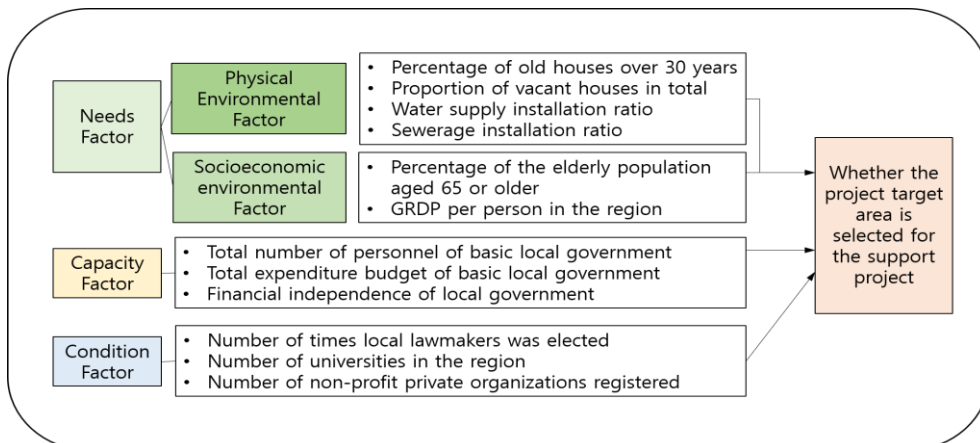 Needs
Factor
Physical
Environmental
Factor
• Percentage of old houses over 30 years
• Proportion of vacant houses in total
• Water supply installation ratio
• Sewerage installation ratio
Socioeconomic
environmental
Factor
• Percentage of the elderly population
aged 65 or older
• GRDP per person in the region
Capacity
Factor
• Total number of personnel of basic local government
• Total expenditure budget of basic local government
• Financial independence of local government
Condition
Factor
• Number of times local lawmakers was elected
• Number of universities in the region
• Number of non-profit private organizations registered
Whether the
project target
area is
selected for
the support
project